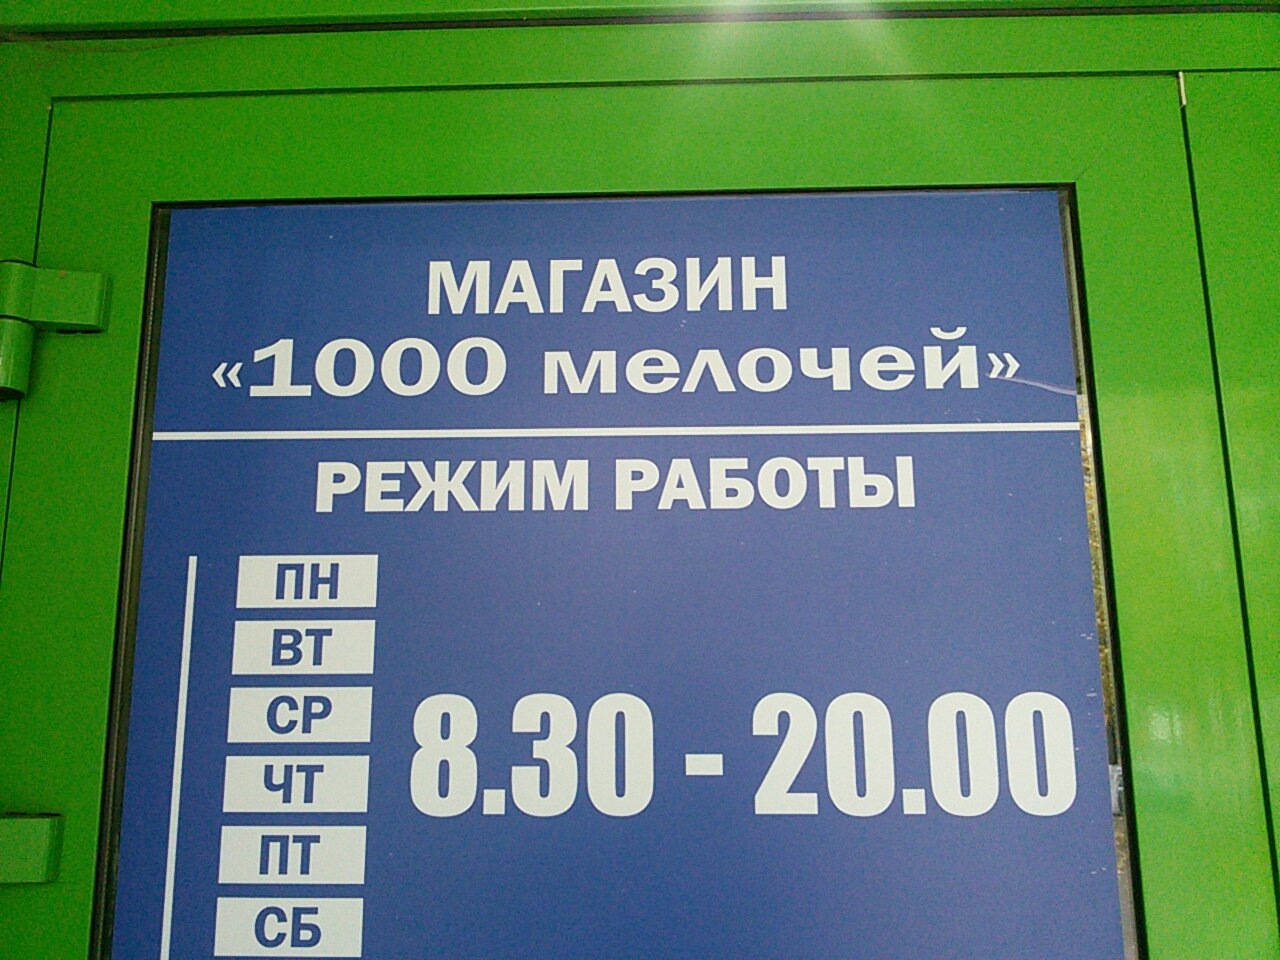 МАГАЗИН
«1000 мелочей»
РЕЖИМ РАБОТЫ
ПН
ВТ
СР
ЧТ
ПТ
СБ
8.30 - 20.00